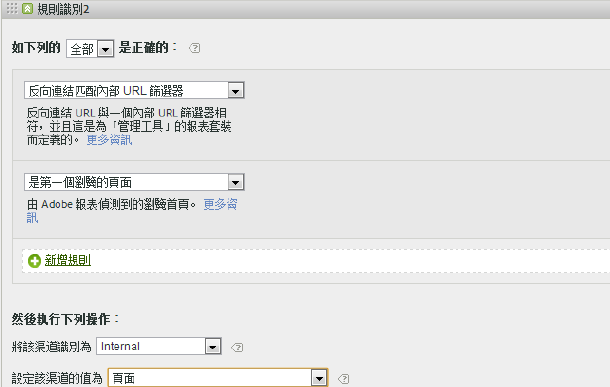 規則識別2
如下列的 全部 是正確的：
反向連結匹配內部 URL 篩選器
反向連結 URL 與一個內部 URL 篩選器相
符，並且這是為「管理工具」的報表套裝
而定義的。 更多資訊
是第一個瀏覽的頁面
由 Adobe 報表偵測到的瀏覽首頁。 更多資
訊
新增規則
然後执行下列操作：
將該渠道識別為 Internal
設定該渠道的值為 頁面